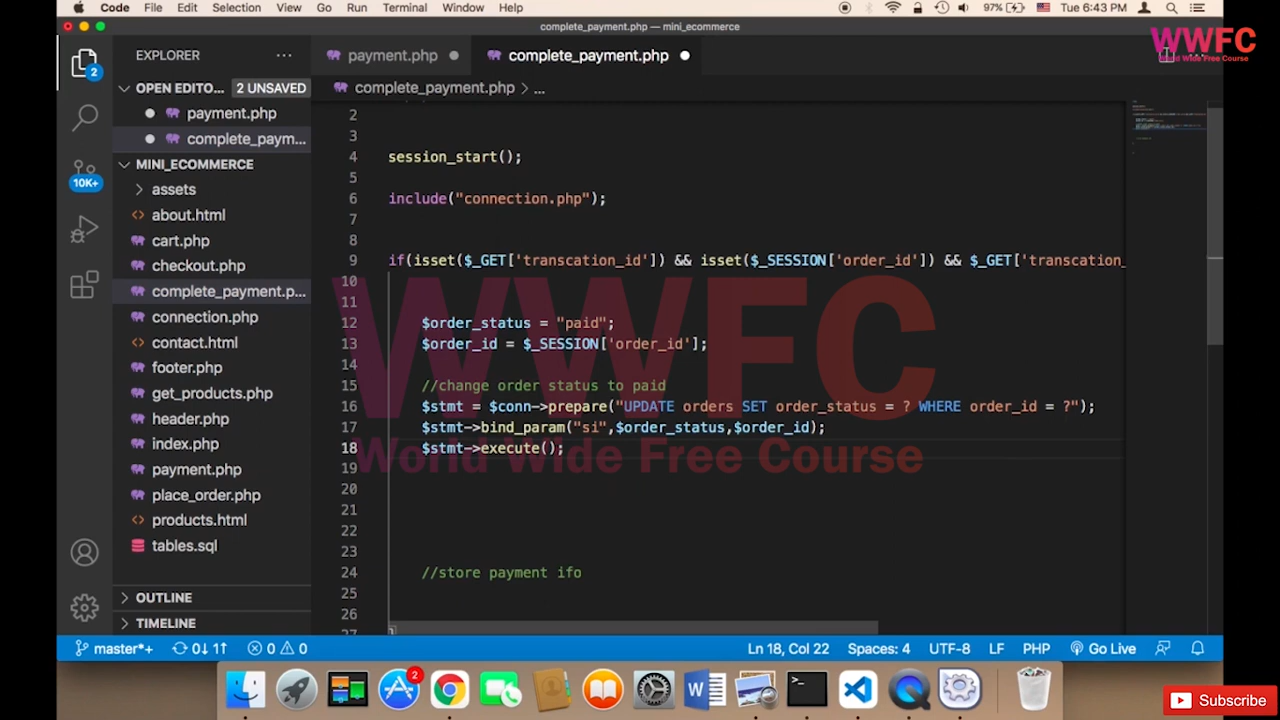 Code File Edit Selection View Go Run Terminal Window Help 97% Tue 6:43 PM
complete_payment.php — mini_ecommerce
WWFC
World Wide Free Course
EXPLORER ...
payment.php
complete_payment.php
2
OPEN EDITO... 2 UNSAVED
payment.php
complete_paym...
MINI_ECOMMERCE
assets
about.html
cart.php
checkout.php
complete_payment.p...
connection.php
contact.html
footer.php
get_products.php
header.php
index.php
payment.php
place_order.php
products.html
tables.sql
OUTLINE
TIMELINE
10K+
complete_payment.php > ...
2
3
4 session_start();
5
6 include("connection.php");
7
8
9 if(isset($_GET['transcation_id']) && isset($_SESSION['order_id']) && $_GET['transcation_
10
11
12 $order_status = "paid";
13 $order_id = $_SESSION['order_id'];
14
15 //change order status to paid
16 $stmt = $conn->prepare("UPDATE orders SET order_status = ? WHERE order_id = ?");
17 $stmt->bind_param("si",$order_status,$order_id);
18 $stmt->execute();
19
20
21
22
23
24 //store payment ifo
25
26
27 }
WWFC
World Wide Free Course
master*+ 0↓ 1↑ 0 0 Ln 18, Col 22 Spaces: 4 UTF-8 LF PHP Go Live
2
W
Subscribe